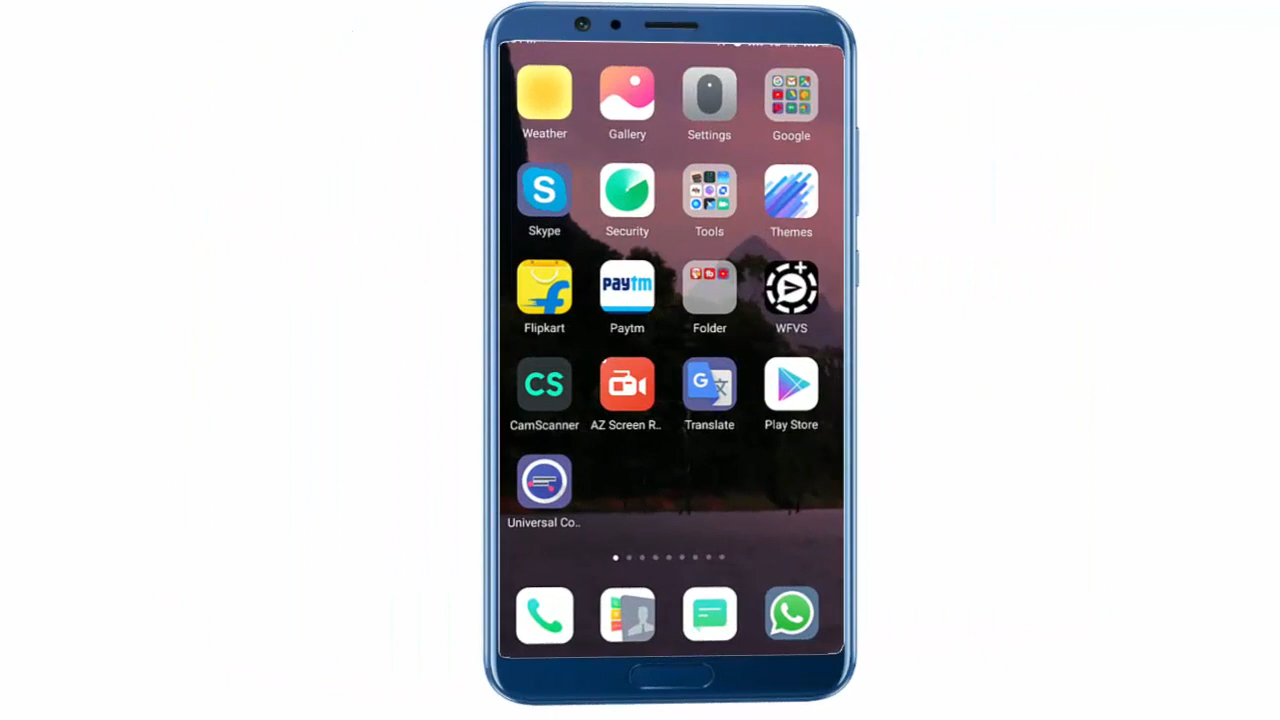 Weather Gallery Settings Google
S
Skype Security Tools Themes
paytm
Flipkart Paytm Folder WFVS
CS G
CamScanner AZ Screen R.. Translate Play Store
Universal Co..